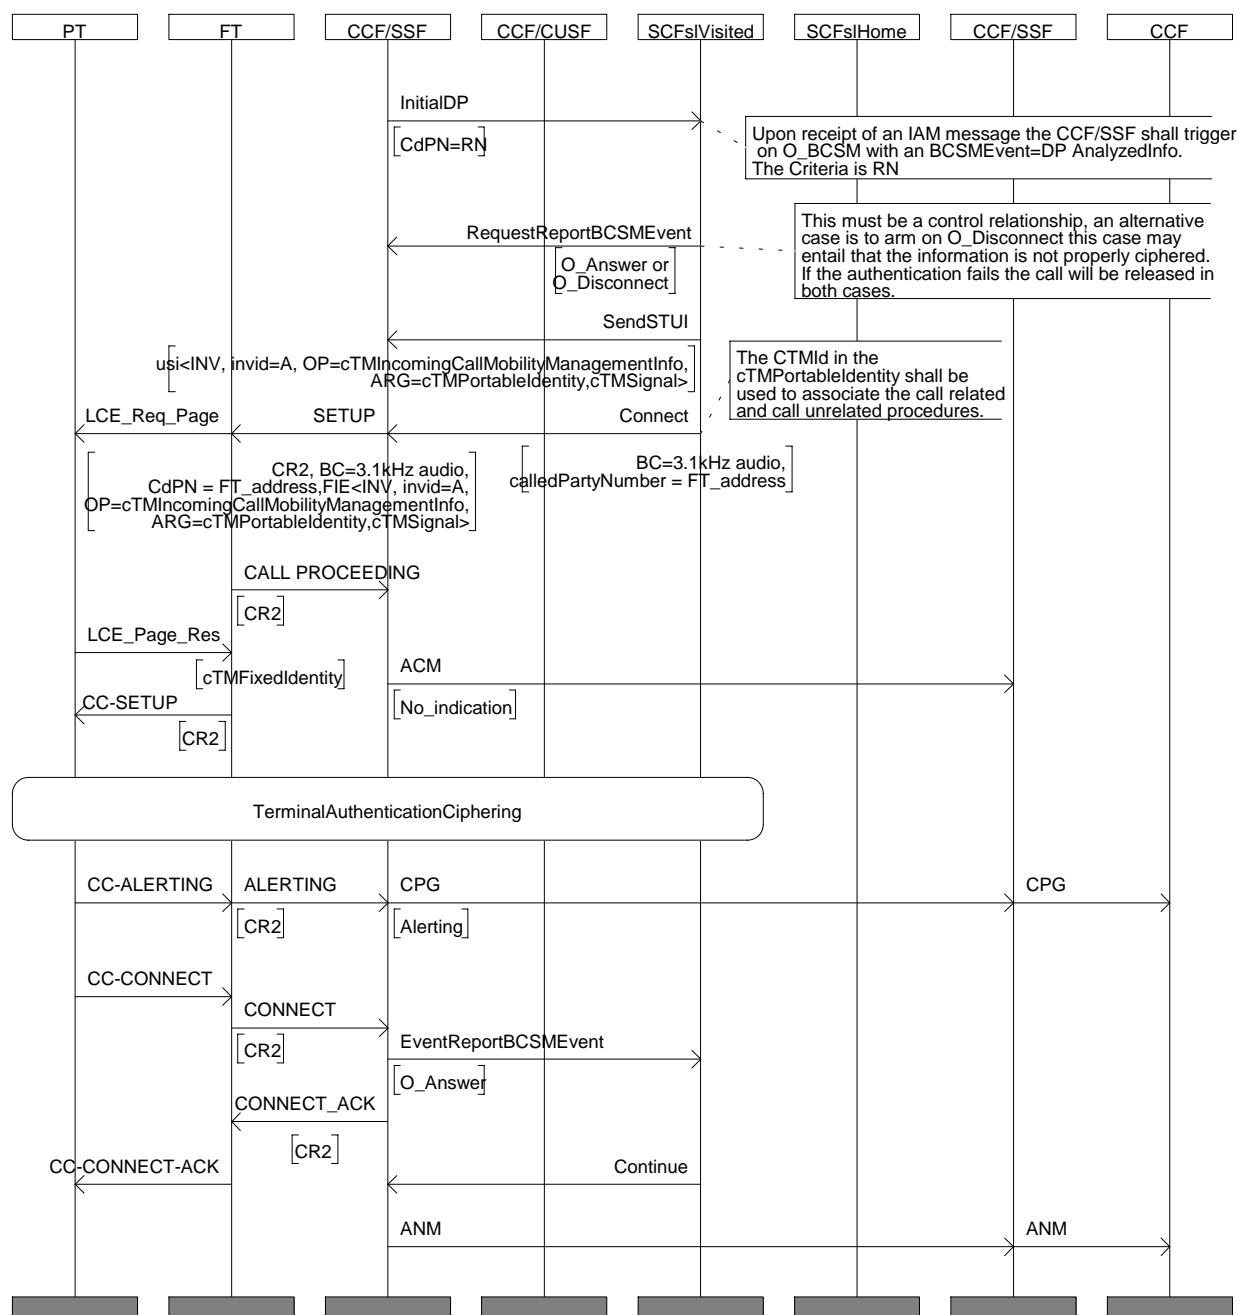 PT FT CCF/SSF CCF/CUSF SCFslVisited SCFslHome CCF/SSF CCF
InitialDP
CdPN=RN
Upon receipt of an IAM message the CCF/SSF shall trigger
on O_BCSM with an BCSMEvent=DP AnalyzedInfo.
The Criteria is RN
RequestReportBCSMEvent
O_Answer or
O_Disconnect
This must be a control relationship, an alternative
case is to arm on O_Disconnect this case may
entail that the information is not properly ciphered.
If the authentication fails the call will be released in
both cases.
SendSTUI
usi<INV, invid=A, OP=cTMIncomingCallMobilityManagementInfo,
ARG=cTMPortableIdentity,cTMSignal>
The CTMId in the
cTMPortableIdentity shall be
used to associate the call related
and call unrelated procedures.
LCE_Req_Page SETUP Connect
CR2, BC=3.1kHz audio,
CdPN = FT_address,FIE<INV, invid=A,
OP=cTMIncomingCallMobilityManagementInfo,
ARG=cTMPortableIdentity,cTMSignal>
BC=3.1kHz audio,
calledPartyNumber = FT_address
CALL PROCEEDING
CR2
LCE_Page_Res
cTMFixedIdentity
ACM
No_indication
CC-SETUP
CR2
TerminalAuthenticationCiphering
CC-ALERTING ALERTING CPG CPG
CR2 Alerting
CC-CONNECT
CONNECT
CR2
EventReportBCSMEvent
O_Answer
CONNECT_ACK
CR2
CC-CONNECT-ACK Continue
ANM ANM